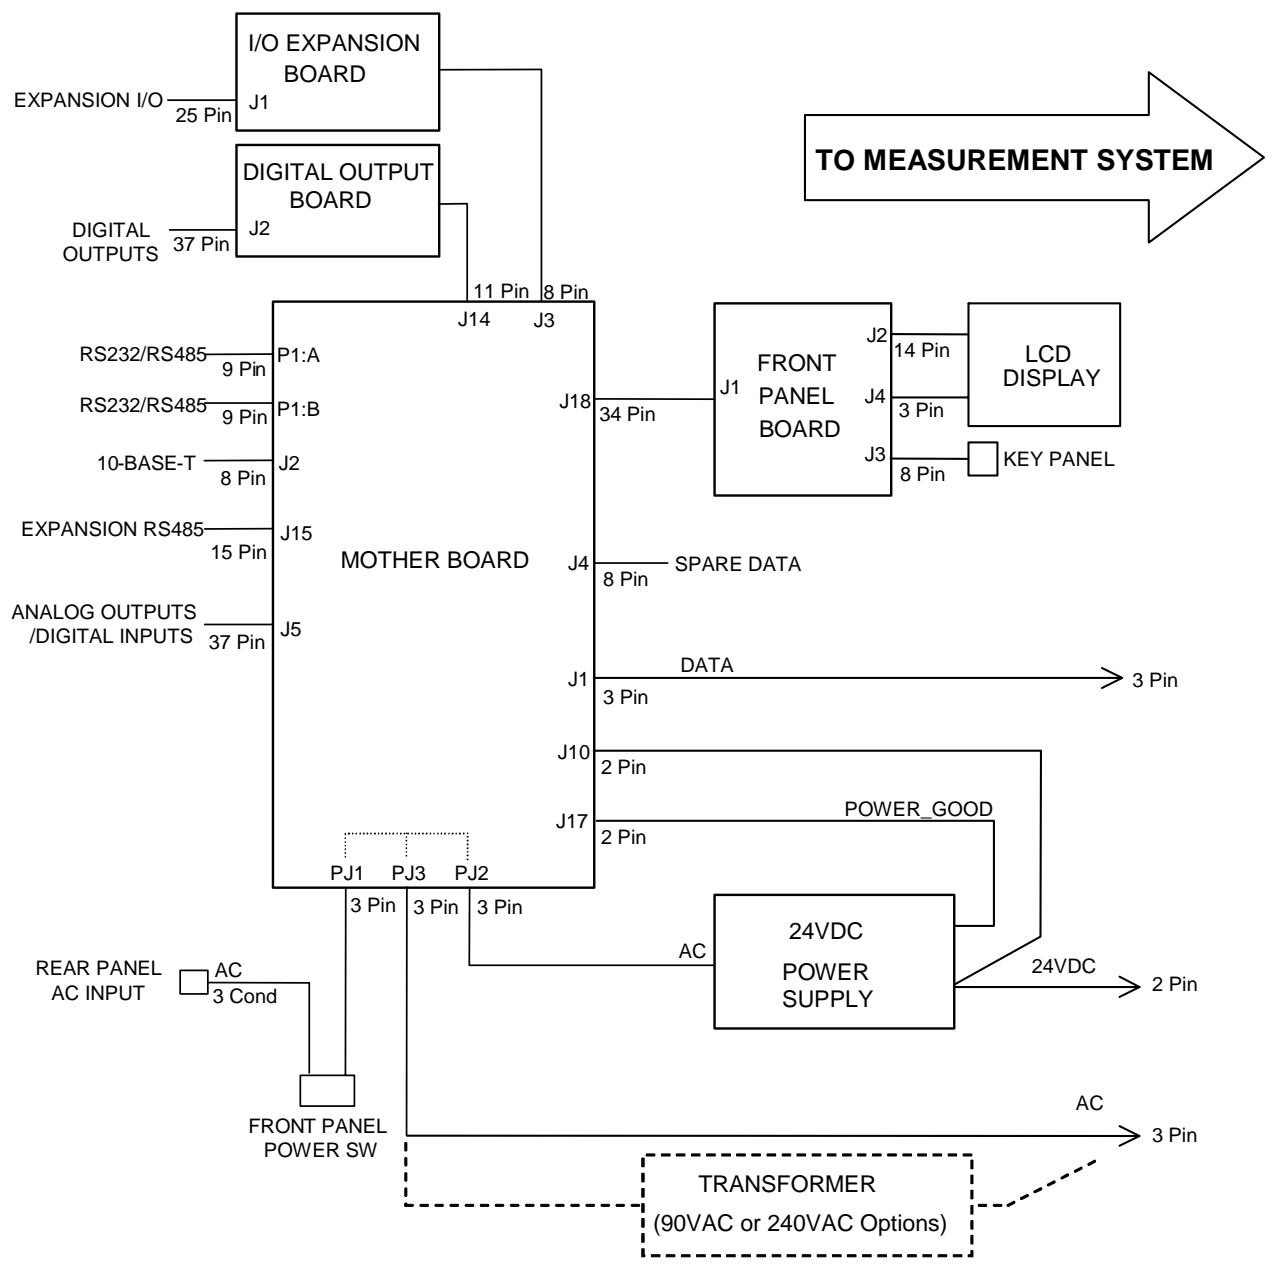 I/O EXPANSION
BOARD
EXPANSION I/O
J1
25 Pin
DIGITAL OUTPUT
BOARD
DIGITAL
OUTPUTS
J2
37 Pin
TO MEASUREMENT SYSTEM
11 Pin
8 Pin
J14
J3
RS232/RS485
9 Pin
P1:A
RS232/RS485
9 Pin
P1:B
10-BASE-T
8 Pin
J2
EXPANSION RS485
15 Pin
J15
ANALOG OUTPUTS
/DIGITAL INPUTS
37 Pin
J5
MOTHER BOARD
J18
34 Pin
J1
FRONT
PANEL
BOARD
J2
14 Pin
J4
3 Pin
J3
8 Pin
LCD
DISPLAY
KEY PANEL
J4
8 Pin
SPARE DATA
J1
3 Pin
DATA
3 Pin
J10
2 Pin
J17
2 Pin
POWER_GOOD
PJ1
PJ3
PJ2
3 Pin
3 Pin
3 Pin
AC
24VDC
POWER
SUPPLY
24VDC
2 Pin
REAR PANEL
AC INPUT
AC
3 Cond
FRONT PANEL
POWER SW
AC
3 Pin
TRANSFORMER
(90VAC or 240VAC Options)